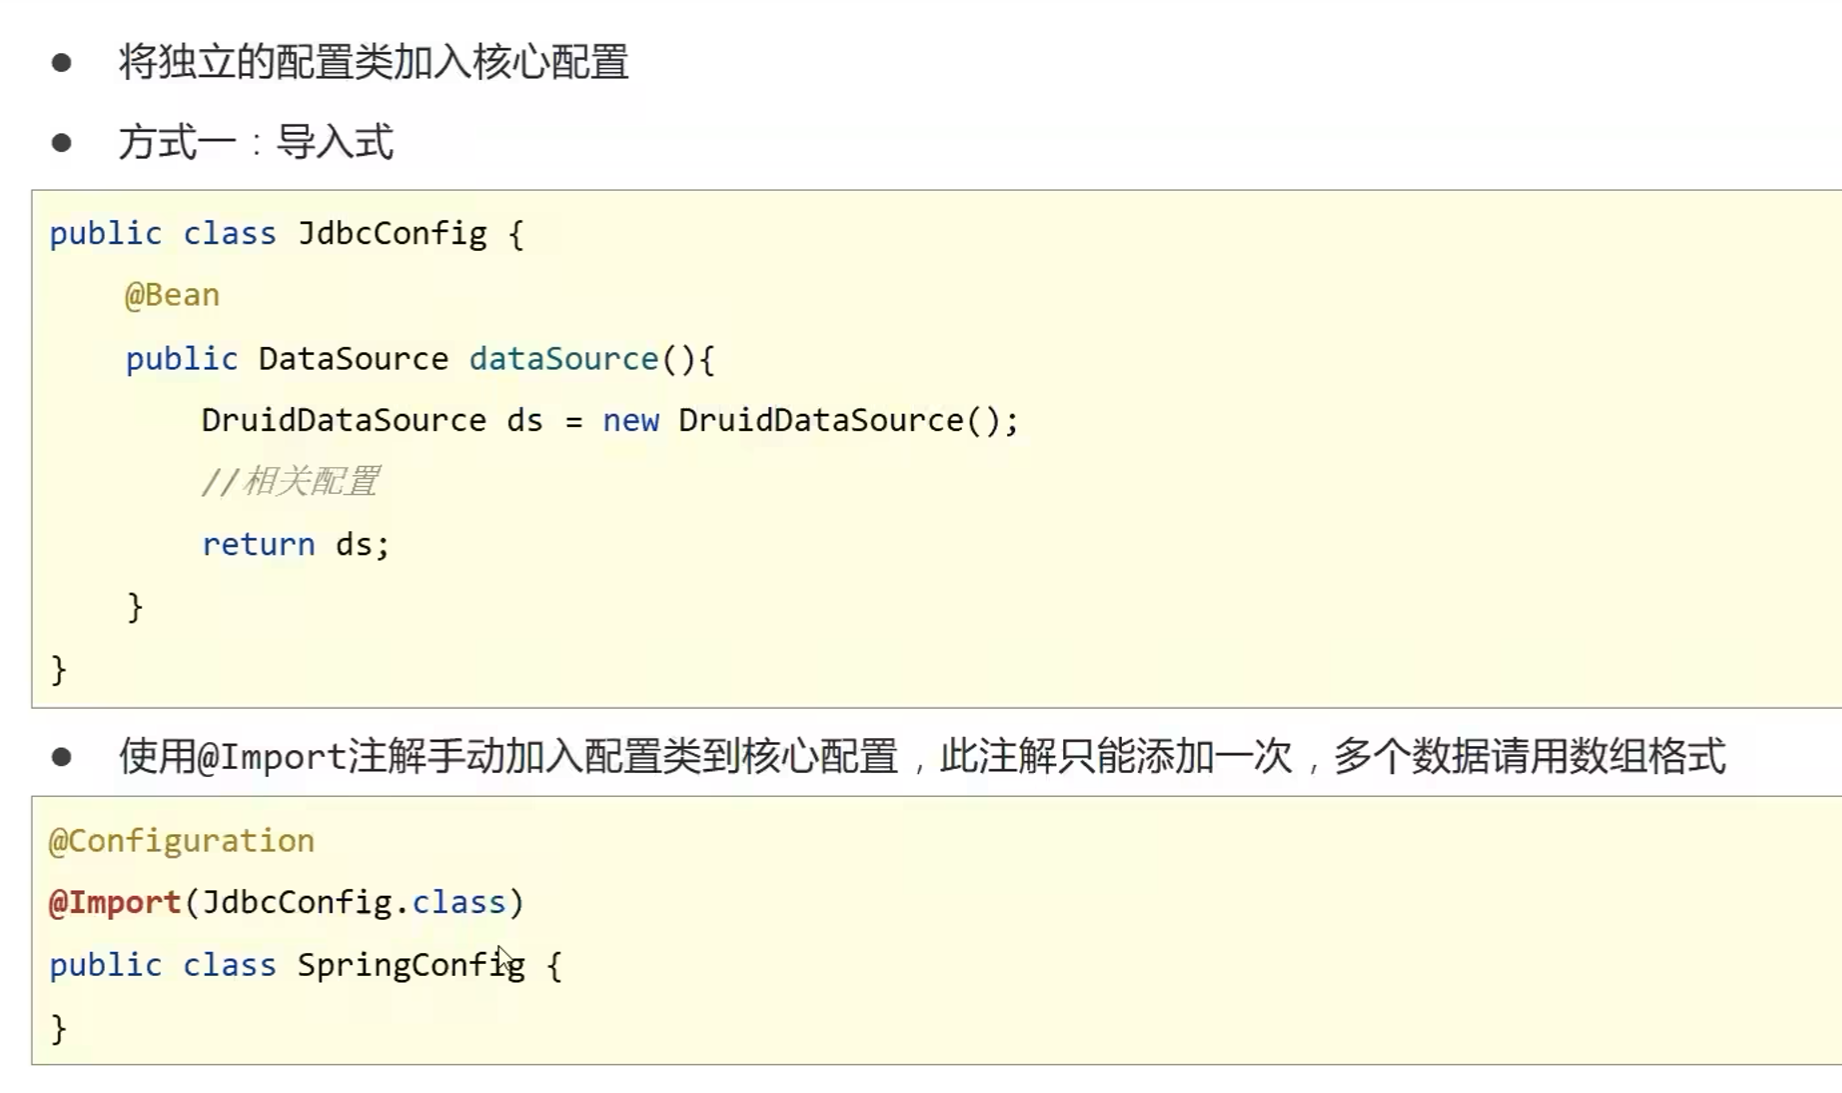 将独立的配置类加入核心配置
方式一：导入式
public class JdbcConfig {
    @Bean
    public DataSource dataSource(){
        DruidDataSource ds = new DruidDataSource();
        //相关配置
        return ds;
    }
}
使用@Import注解手动加入配置类到核心配置，此注解只能添加一次，多个数据请用数组格式
@Configuration
@Import(JdbcConfig.class)
public class SpringConfig {
}